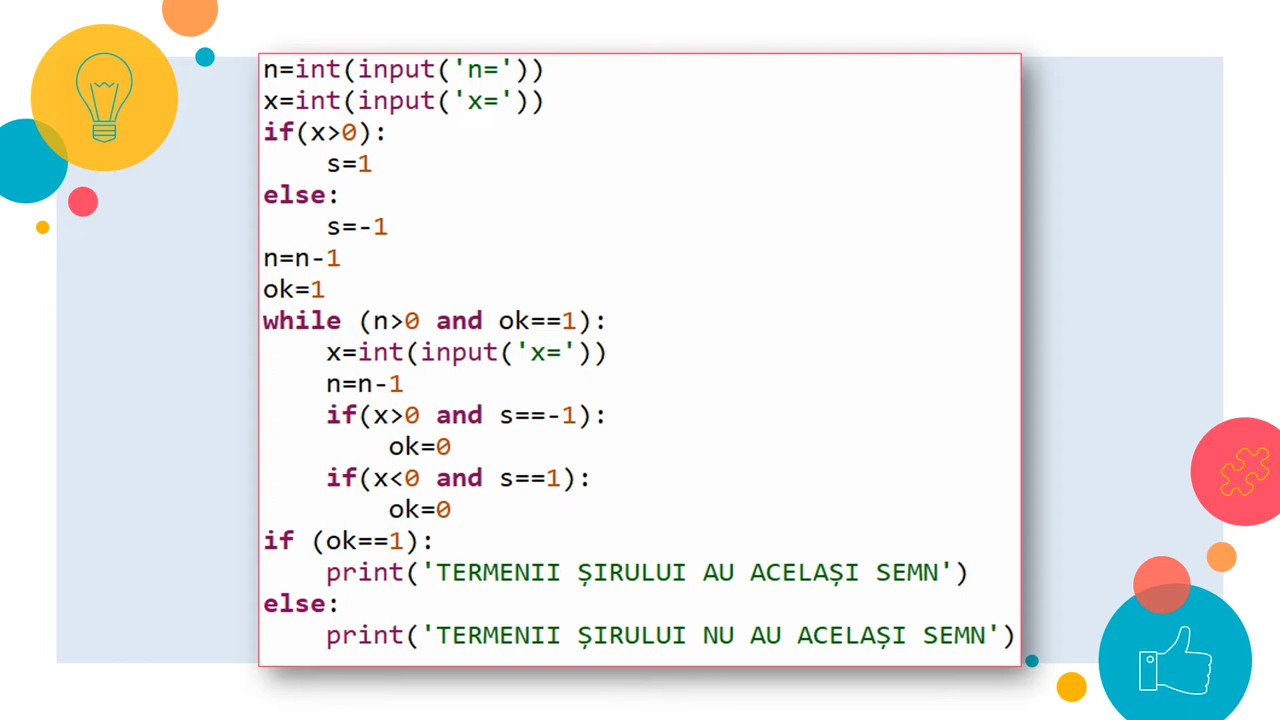 n=int(input('n='))
x=int(input('x='))
if(x>0):
    s=1
else:
    s=-1
n=n-1
ok=1
while (n>0 and ok==1):
    x=int(input('x='))
    n=n-1
    if(x>0 and s==-1):
        ok=0
    if(x<0 and s==1):
        ok=0
if (ok==1):
    print('TERMENII ȘIRULUI AU ACELAȘI SEMN')
else:
    print('TERMENII ȘIRULUI NU AU ACELAȘI SEMN')